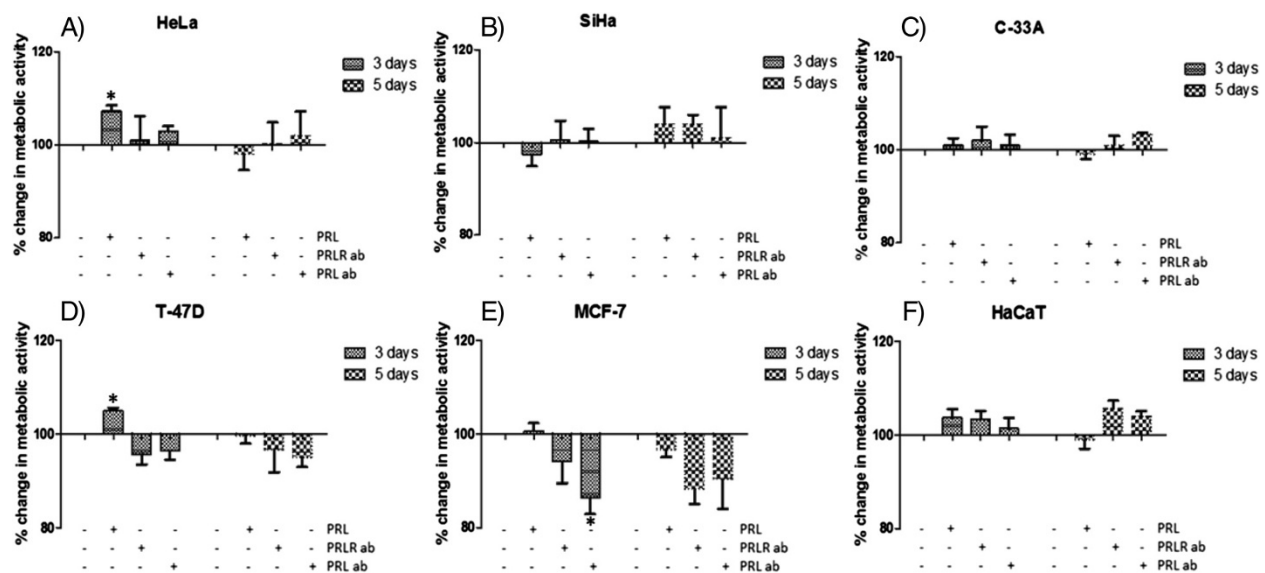 A) HeLa
% change in metabolic activity
120
100
80
3 days
5 days
*
- + - - - + - - PRL
- - + - - - + - PRLR ab
- - - + - - - + PRL ab
B) SiHa
% change in metabolic activity
120
100
80
3 days
5 days
- + - - - + - - PRL
- - + - - - + - PRLR ab
- - - + - - - + PRL ab
C) C-33A
% change in metabolic activity
120
100
80
3 days
5 days
- + - - - + - - PRL
- - + - - - + - PRLR ab
- - - + - - - + PRL ab
D) T-47D
% change in metabolic activity
120
100
80
3 days
5 days
*
- + - - - + - - PRL
- - + - - - + - PRLR ab
- - - + - - - + PRL ab
E) MCF-7
% change in metabolic activity
120
100
80
3 days
5 days
*
- + - - - + - - PRL
- - + - - - + - PRLR ab
- - - + - - - + PRL ab
F) HaCaT
% change in metabolic activity
120
100
80
3 days
5 days
- + - - - + - - PRL
- - + - - - + - PRLR ab
- - - + - - - + PRL ab